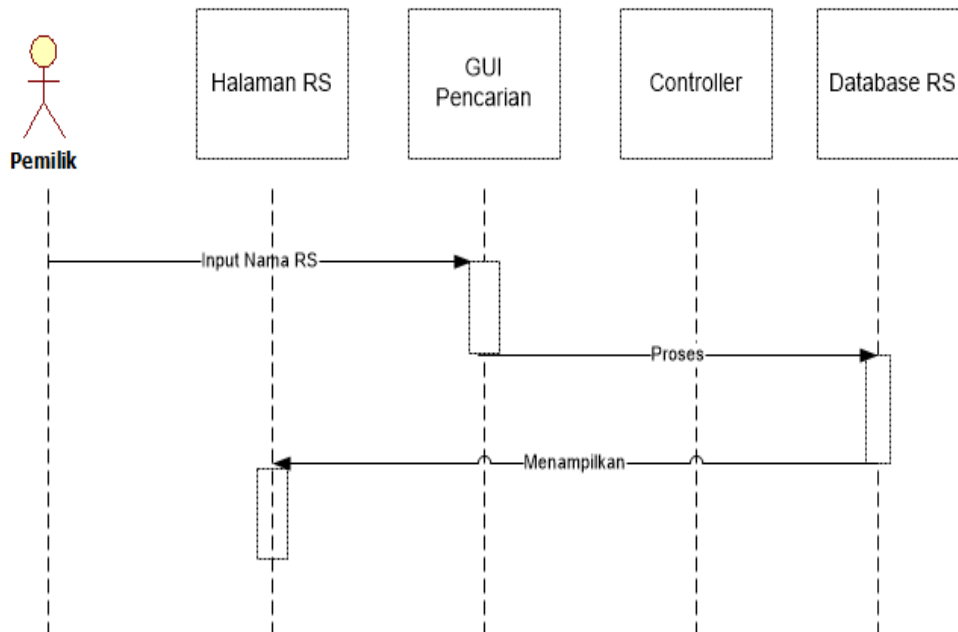 Pemilik
Halaman RS
GUI
Pencarian
Controller
Database RS
Input Nama RS
Proses
Menampilkan